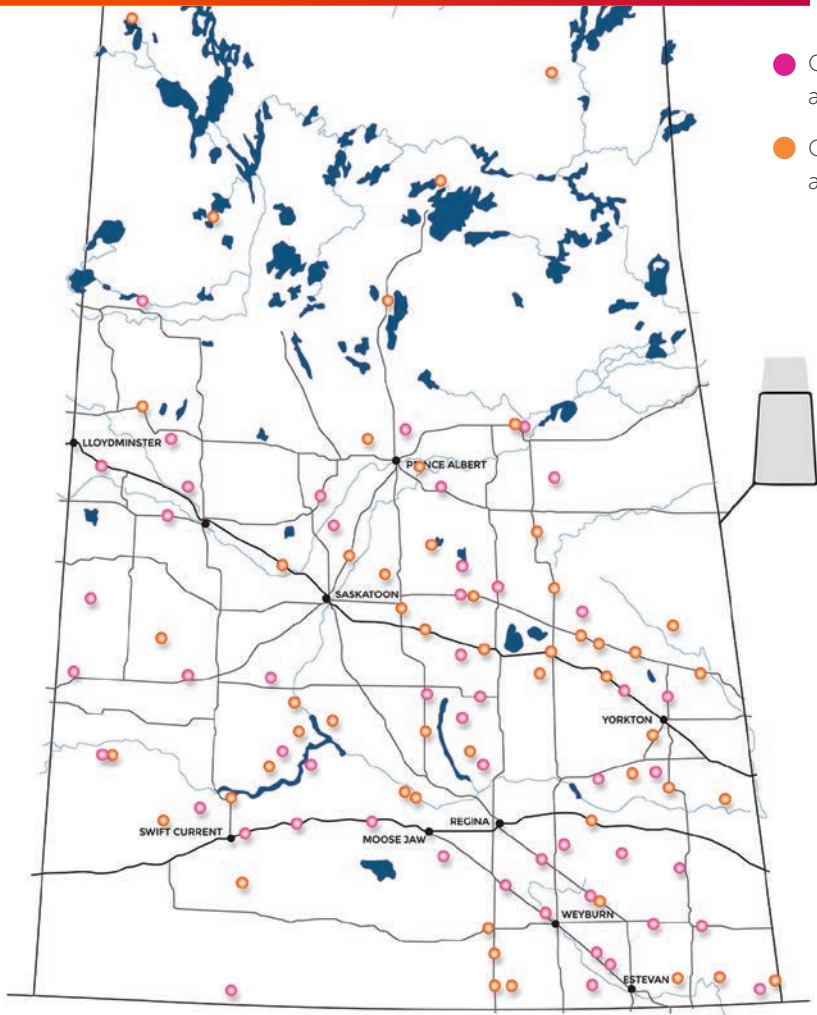 LLOYDMINSTER
PRINCE ALBERT
SASKATOON
YORKTON
REGINA
SWIFT CURRENT
MOOSE JAW
WEYBURN
ESTEVAN